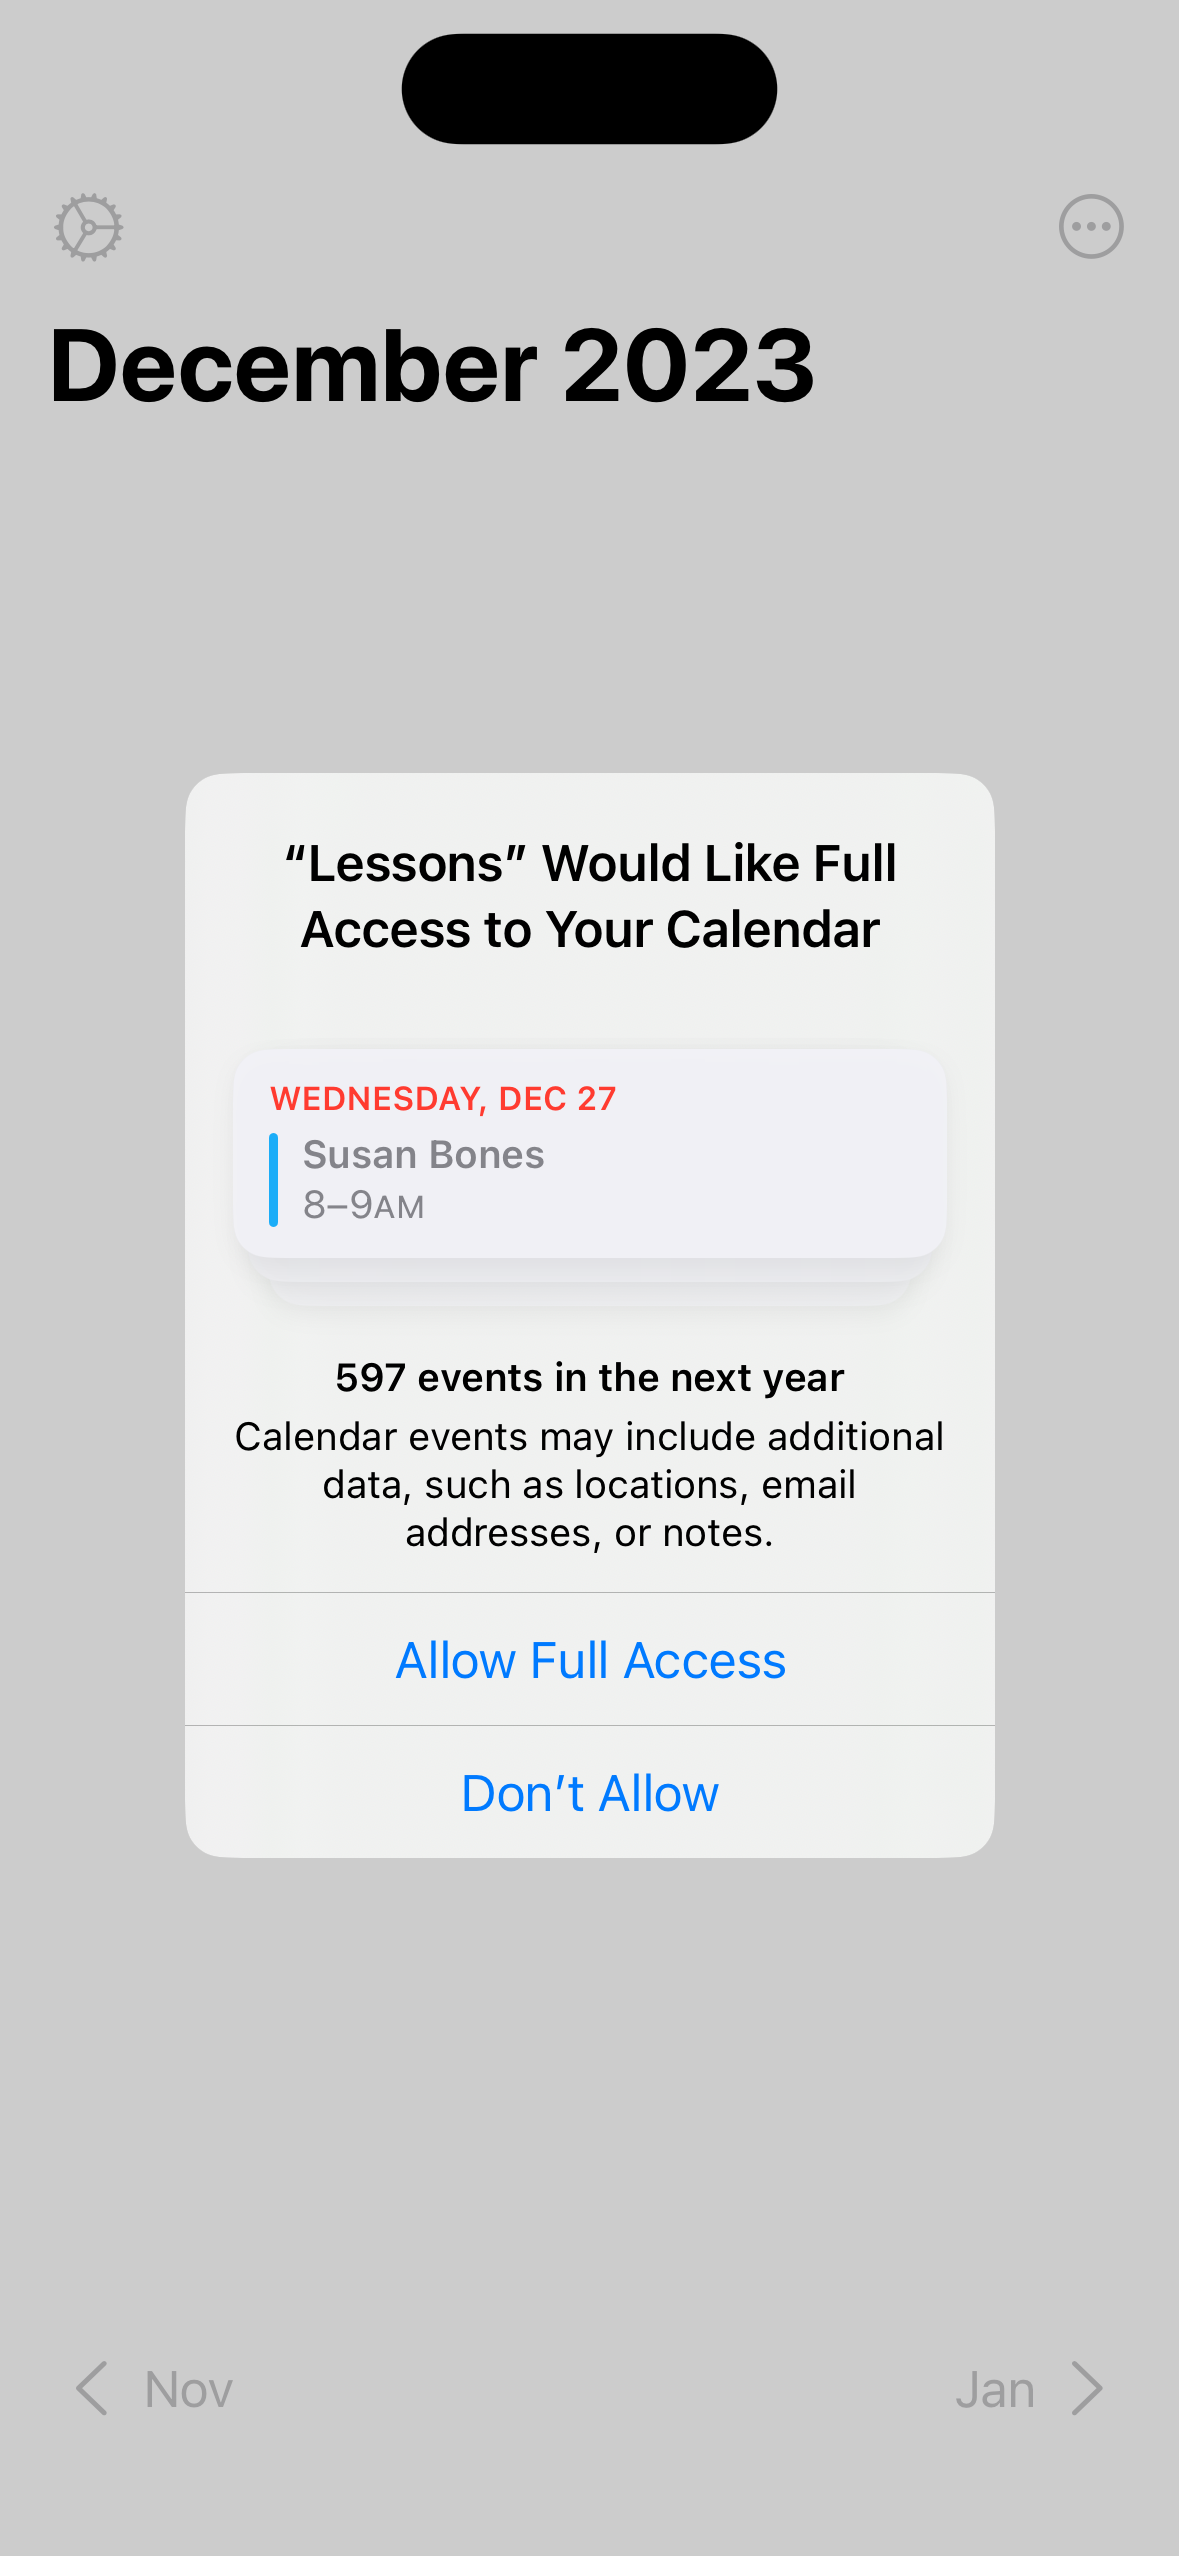 December 2023
“Lessons” Would Like Full
Access to Your Calendar
WEDNESDAY, DEC 27
Susan Bones
8–9AM
597 events in the next year
Calendar events may include additional
data, such as locations, email
addresses, or notes.
Allow Full Access
Don’t Allow
Nov
Jan